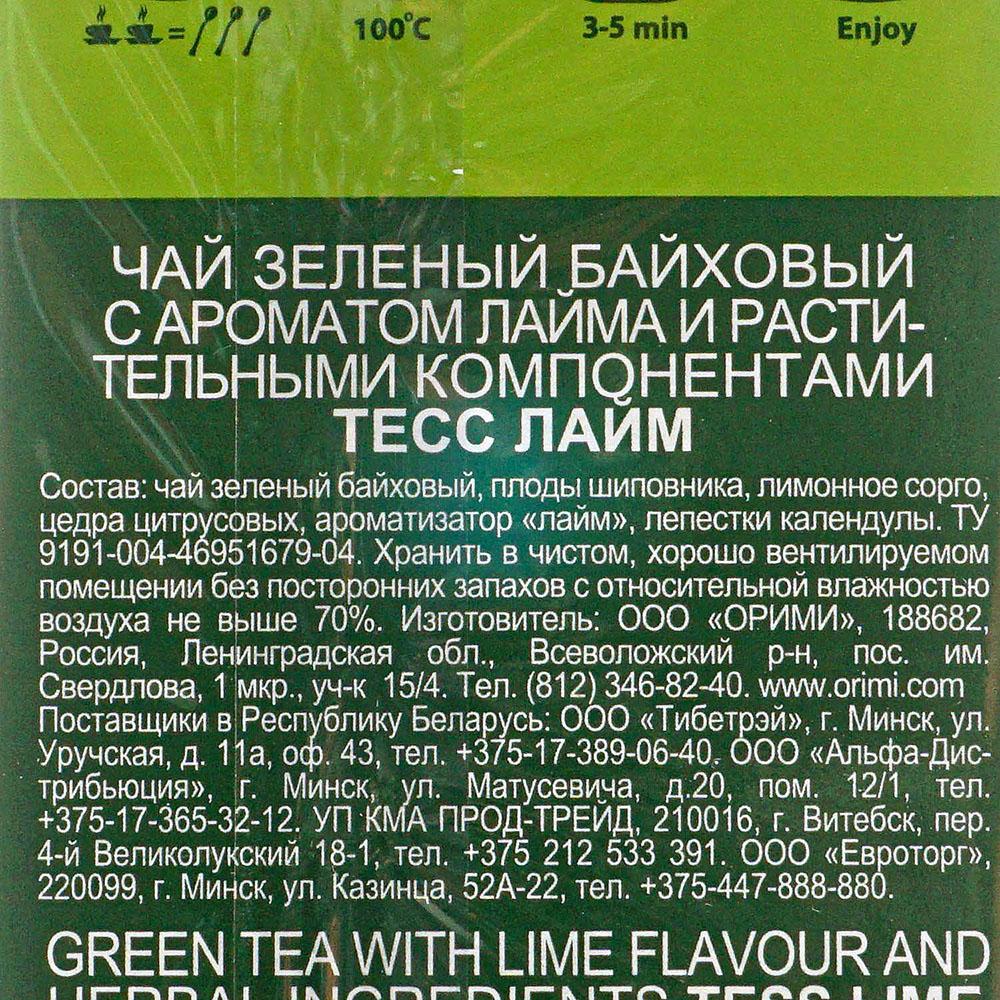 = 100°C 3-5 min Enjoy
ЧАЙ ЗЕЛЕНЫЙ БАЙХОВЫЙ
С АРОМАТОМ ЛАЙМА И РАСТИ-
ТЕЛЬНЫМИ КОМПОНЕНТАМИ
ТЕСС ЛАЙМ
Состав: чай зеленый байховый, плоды шиповника, лимонное сорго,
цедра цитрусовых, ароматизатор «лайм», лепестки календулы. ТУ
9191-004-46951679-04. Хранить в чистом, хорошо вентилируемом
помещении без посторонних запахов с относительной влажностью
воздуха не выше 70%. Изготовитель: ООО «ОРИМИ», 188682,
Россия, Ленинградская обл., Всеволожский р-н, пос. им.
Свердлова, 1 мкр., уч-к 15/4. Тел. (812) 346-82-40. www.orimi.com
Поставщики в Республику Беларусь: ООО «Тибетрэй», г. Минск, ул.
Уручская, д. 11а, оф. 43, тел. +375-17-389-06-40. ООО «Альфа-Дис-
трибьюция», г. Минск, ул. Матусевича, д.20, пом. 12/1, тел.
+375-17-365-32-12. УП КМА ПРОД-ТРЕЙД, 210016, г. Витебск, пер.
4-й Великолукский 18-1, тел. +375 212 533 391. ООО «Евроторг»,
220099, г. Минск, ул. Казинца, 52А-22, тел. +375-447-888-880.
GREEN TEA WITH LIME FLAVOUR AND
HERBAL INGREDIENTS TESS LIME